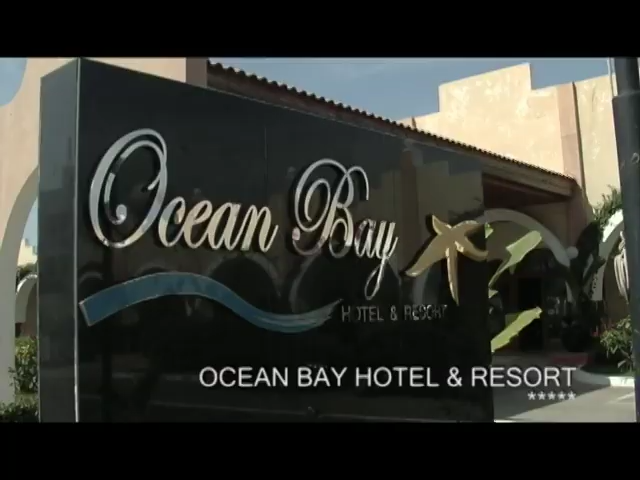 Ocean Bay
HOTEL & RESORT
OCEAN BAY HOTEL & RESORT
*****